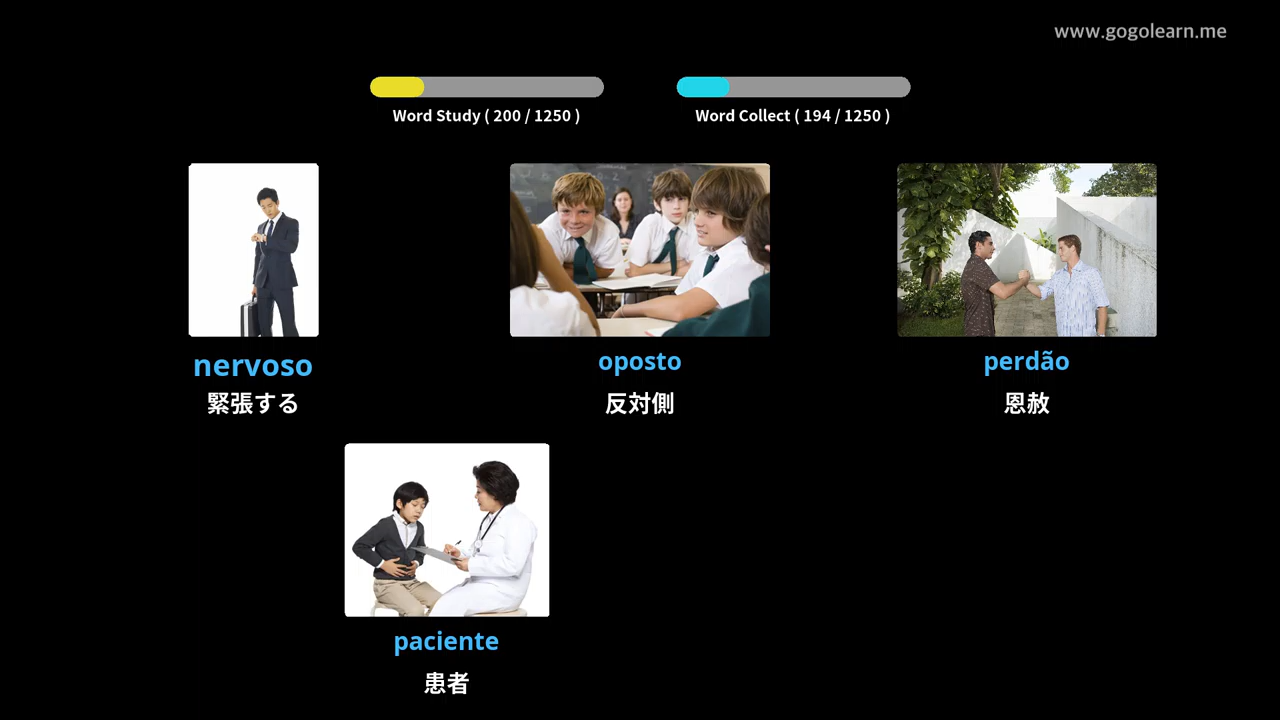 www.gogolearn.me
Word Study ( 200 / 1250 )
Word Collect ( 194 / 1250 )
nervoso
緊張する
oposto
反対側
perdão
恩赦
paciente
患者